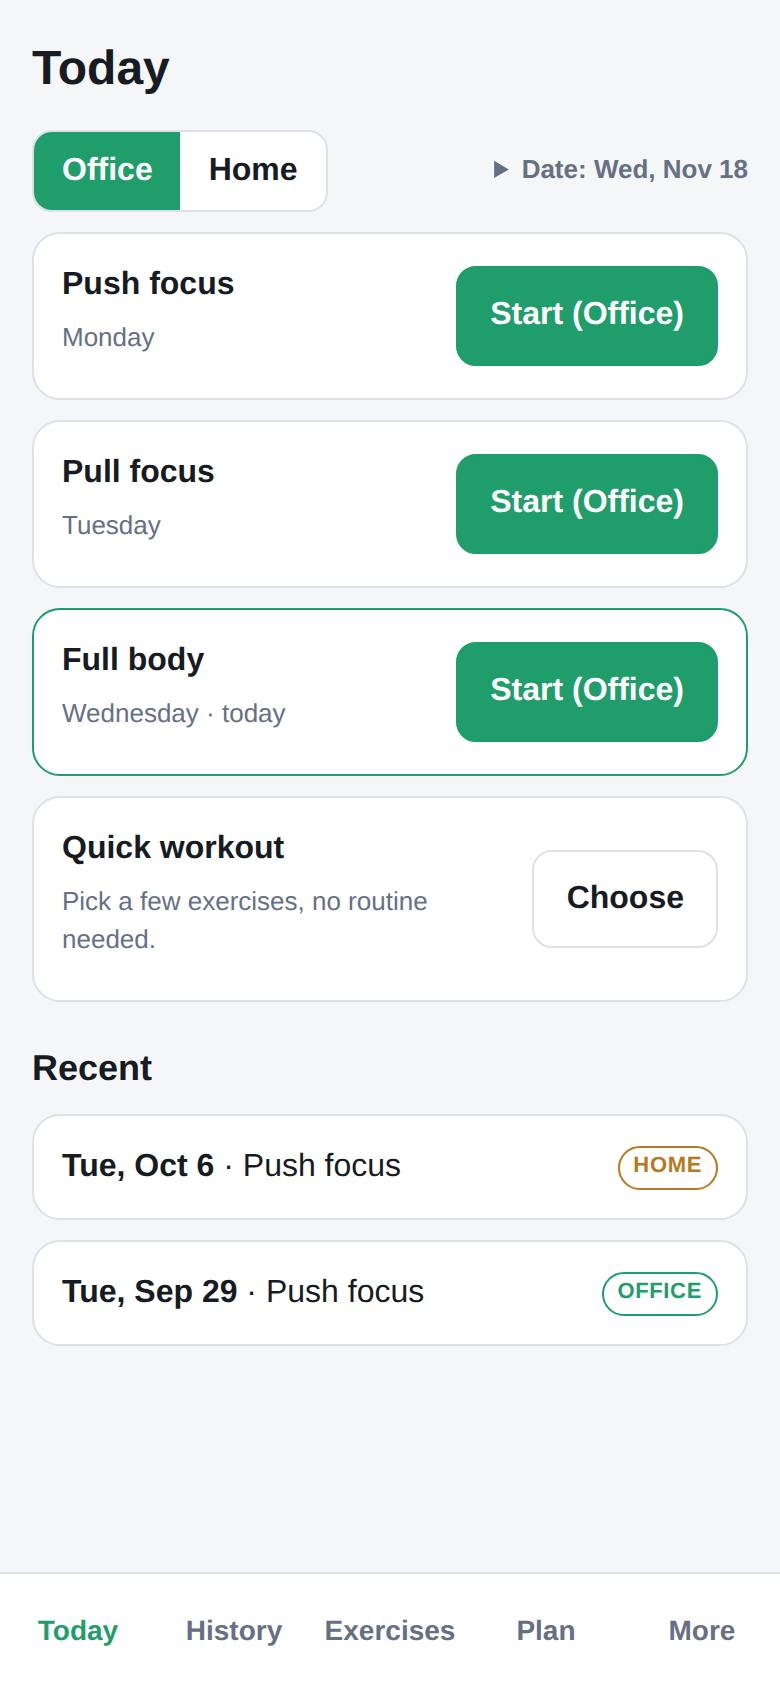 Today
Office Home
Date: Wed, Nov 18
Push focus
Monday
Start (Office)
Pull focus
Tuesday
Start (Office)
Full body
Wednesday · today
Start (Office)
Quick workout
Pick a few exercises, no routine
needed.
Choose
Recent
Tue, Oct 6 · Push focus
HOME
Tue, Sep 29 · Push focus
OFFICE
Today History Exercises Plan More